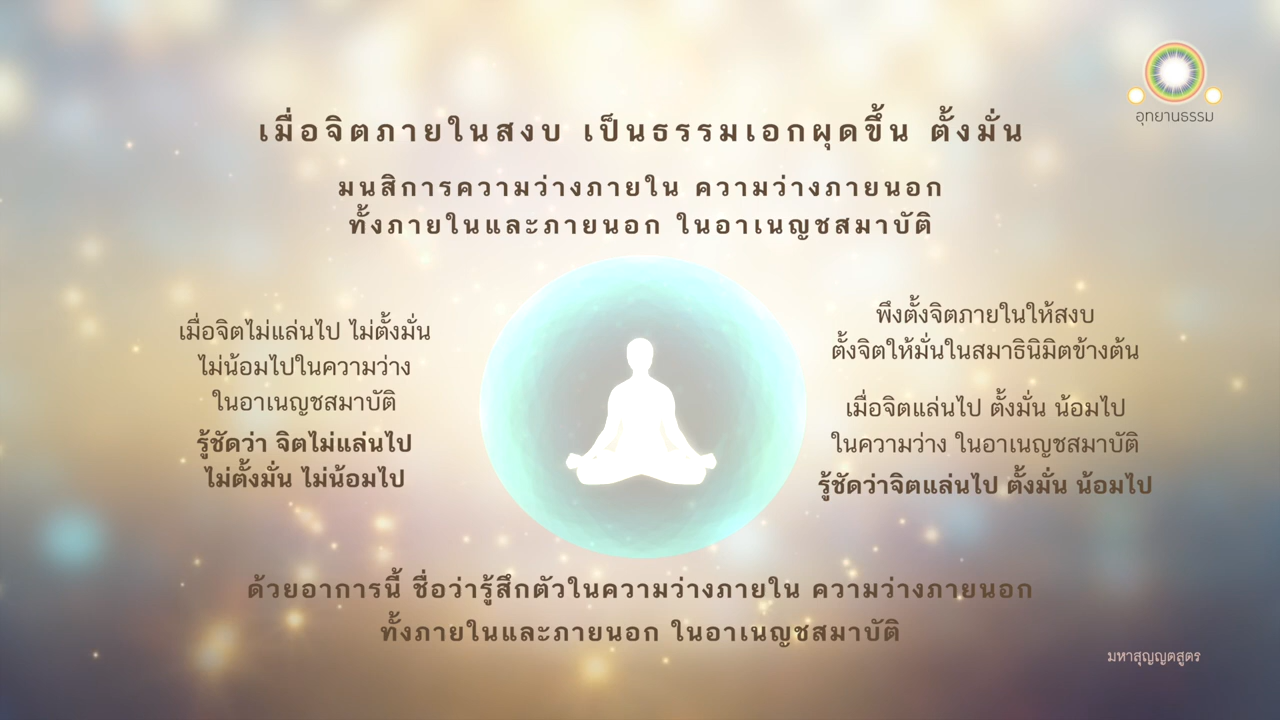 อุทยานธรรม
เมื่อจิตภายในสงบ เป็นธรรมเอกผุดขึ้น ตั้งมั่น
มนสิการความว่างภายใน ความว่างภายนอก
ทั้งภายในและภายนอก ในอาเนญชสมาบัติ
เมื่อจิตไม่แล่นไป ไม่ตั้งมั่น
ไม่น้อมไปในความว่าง
ในอาเนญชสมาบัติ
รู้ชัดว่า จิตไม่แล่นไป
ไม่ตั้งมั่น ไม่น้อมไป
พึงตั้งจิตภายในให้สงบ
ตั้งจิตให้มั่นในสมาธินิมิตข้างต้น
เมื่อจิตแล่นไป ตั้งมั่น น้อมไป
ในความว่าง ในอาเนญชสมาบัติ
รู้ชัดว่าจิตแล่นไป ตั้งมั่น น้อมไป
ด้วยอาการนี้ ชื่อว่ารู้สึกตัวในความว่างภายใน ความว่างภายนอก
ทั้งภายในและภายนอก ในอาเนญชสมาบัติ
มหาสุญญตสูตร